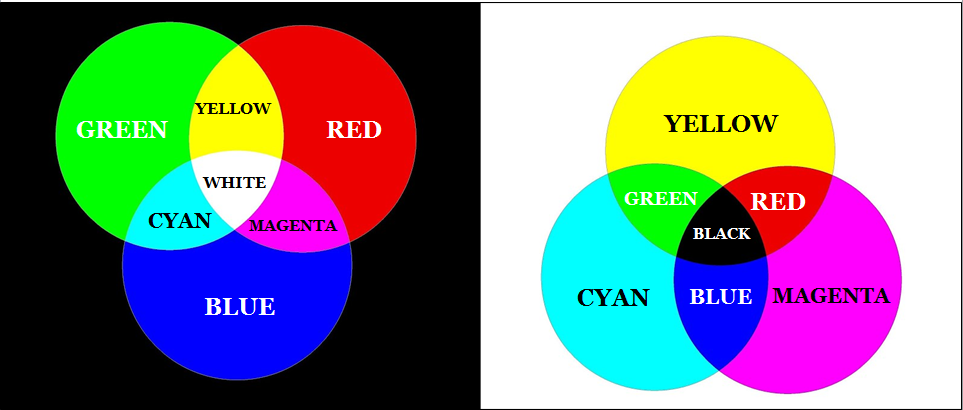 GREEN
RED
YELLOW
WHITE
CYAN
MAGENTA
BLUE
YELLOW
GREEN
RED
BLACK
CYAN
BLUE
MAGENTA